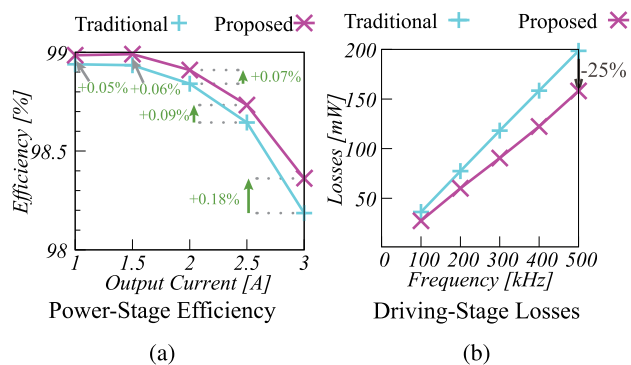 Traditional Proposed
99
98.5
98
Efficiency [%]
+0.05%
+0.06%
+0.07%
+0.09%
+0.18%
1 1.5 2 2.5 3
Output Current [A]
Power-Stage Efficiency
(a)
Traditional Proposed
200
150
100
50
Losses [mW]
-25%
0 100 200 300 400 500
Frequency [kHz]
Driving-Stage Losses
(b)